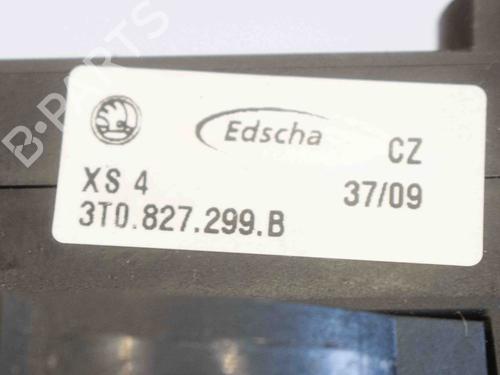 B-PARTS
Edscha
CZ
XS 4
37/09
3T0.827.299.B